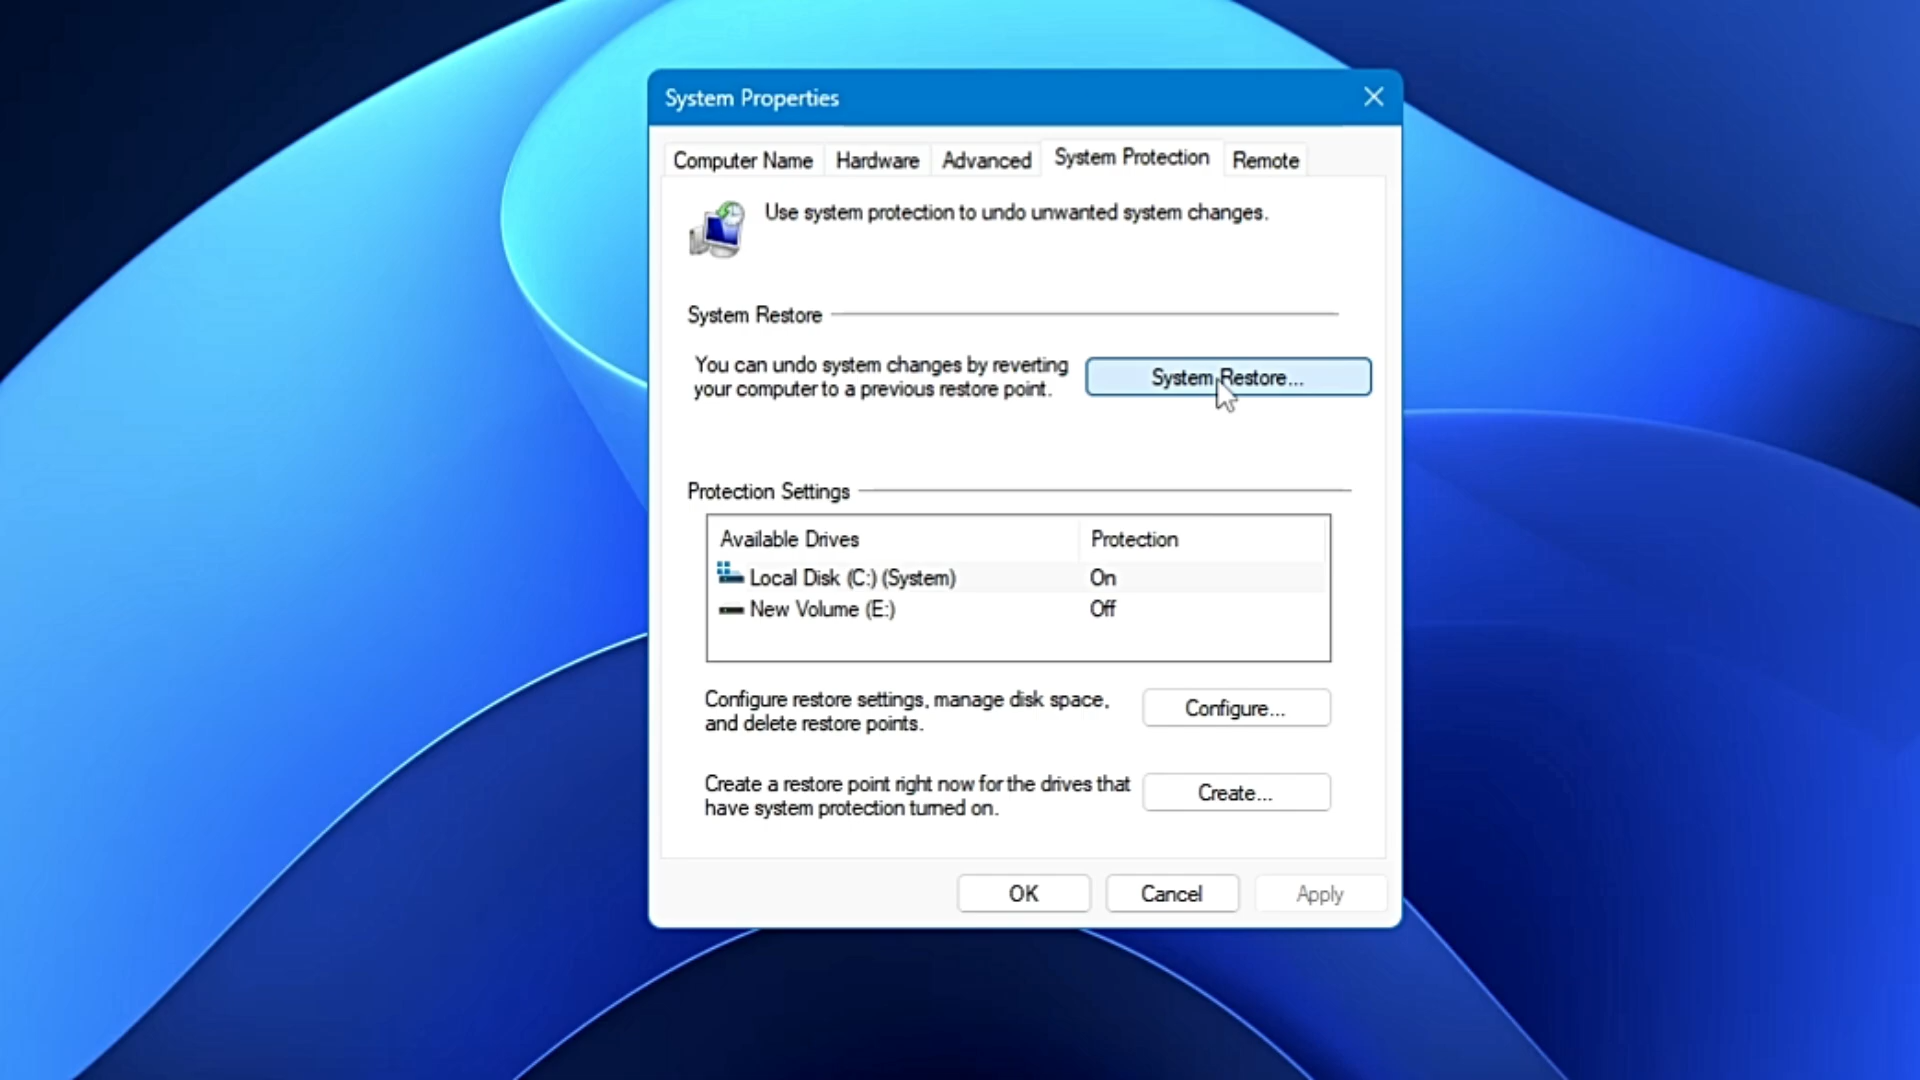 System Properties
Computer Name Hardware Advanced System Protection Remote
Use system protection to undo unwanted system changes.
System Restore
You can undo system changes by reverting
your computer to a previous restore point.
System Restore...
Protection Settings
Available Drives Protection
Local Disk (C:) (System) On
New Volume (E:) Off
Configure restore settings, manage disk space,
and delete restore points.
Configure...
Create a restore point right now for the drives that
have system protection turned on.
Create...
OK Cancel Apply